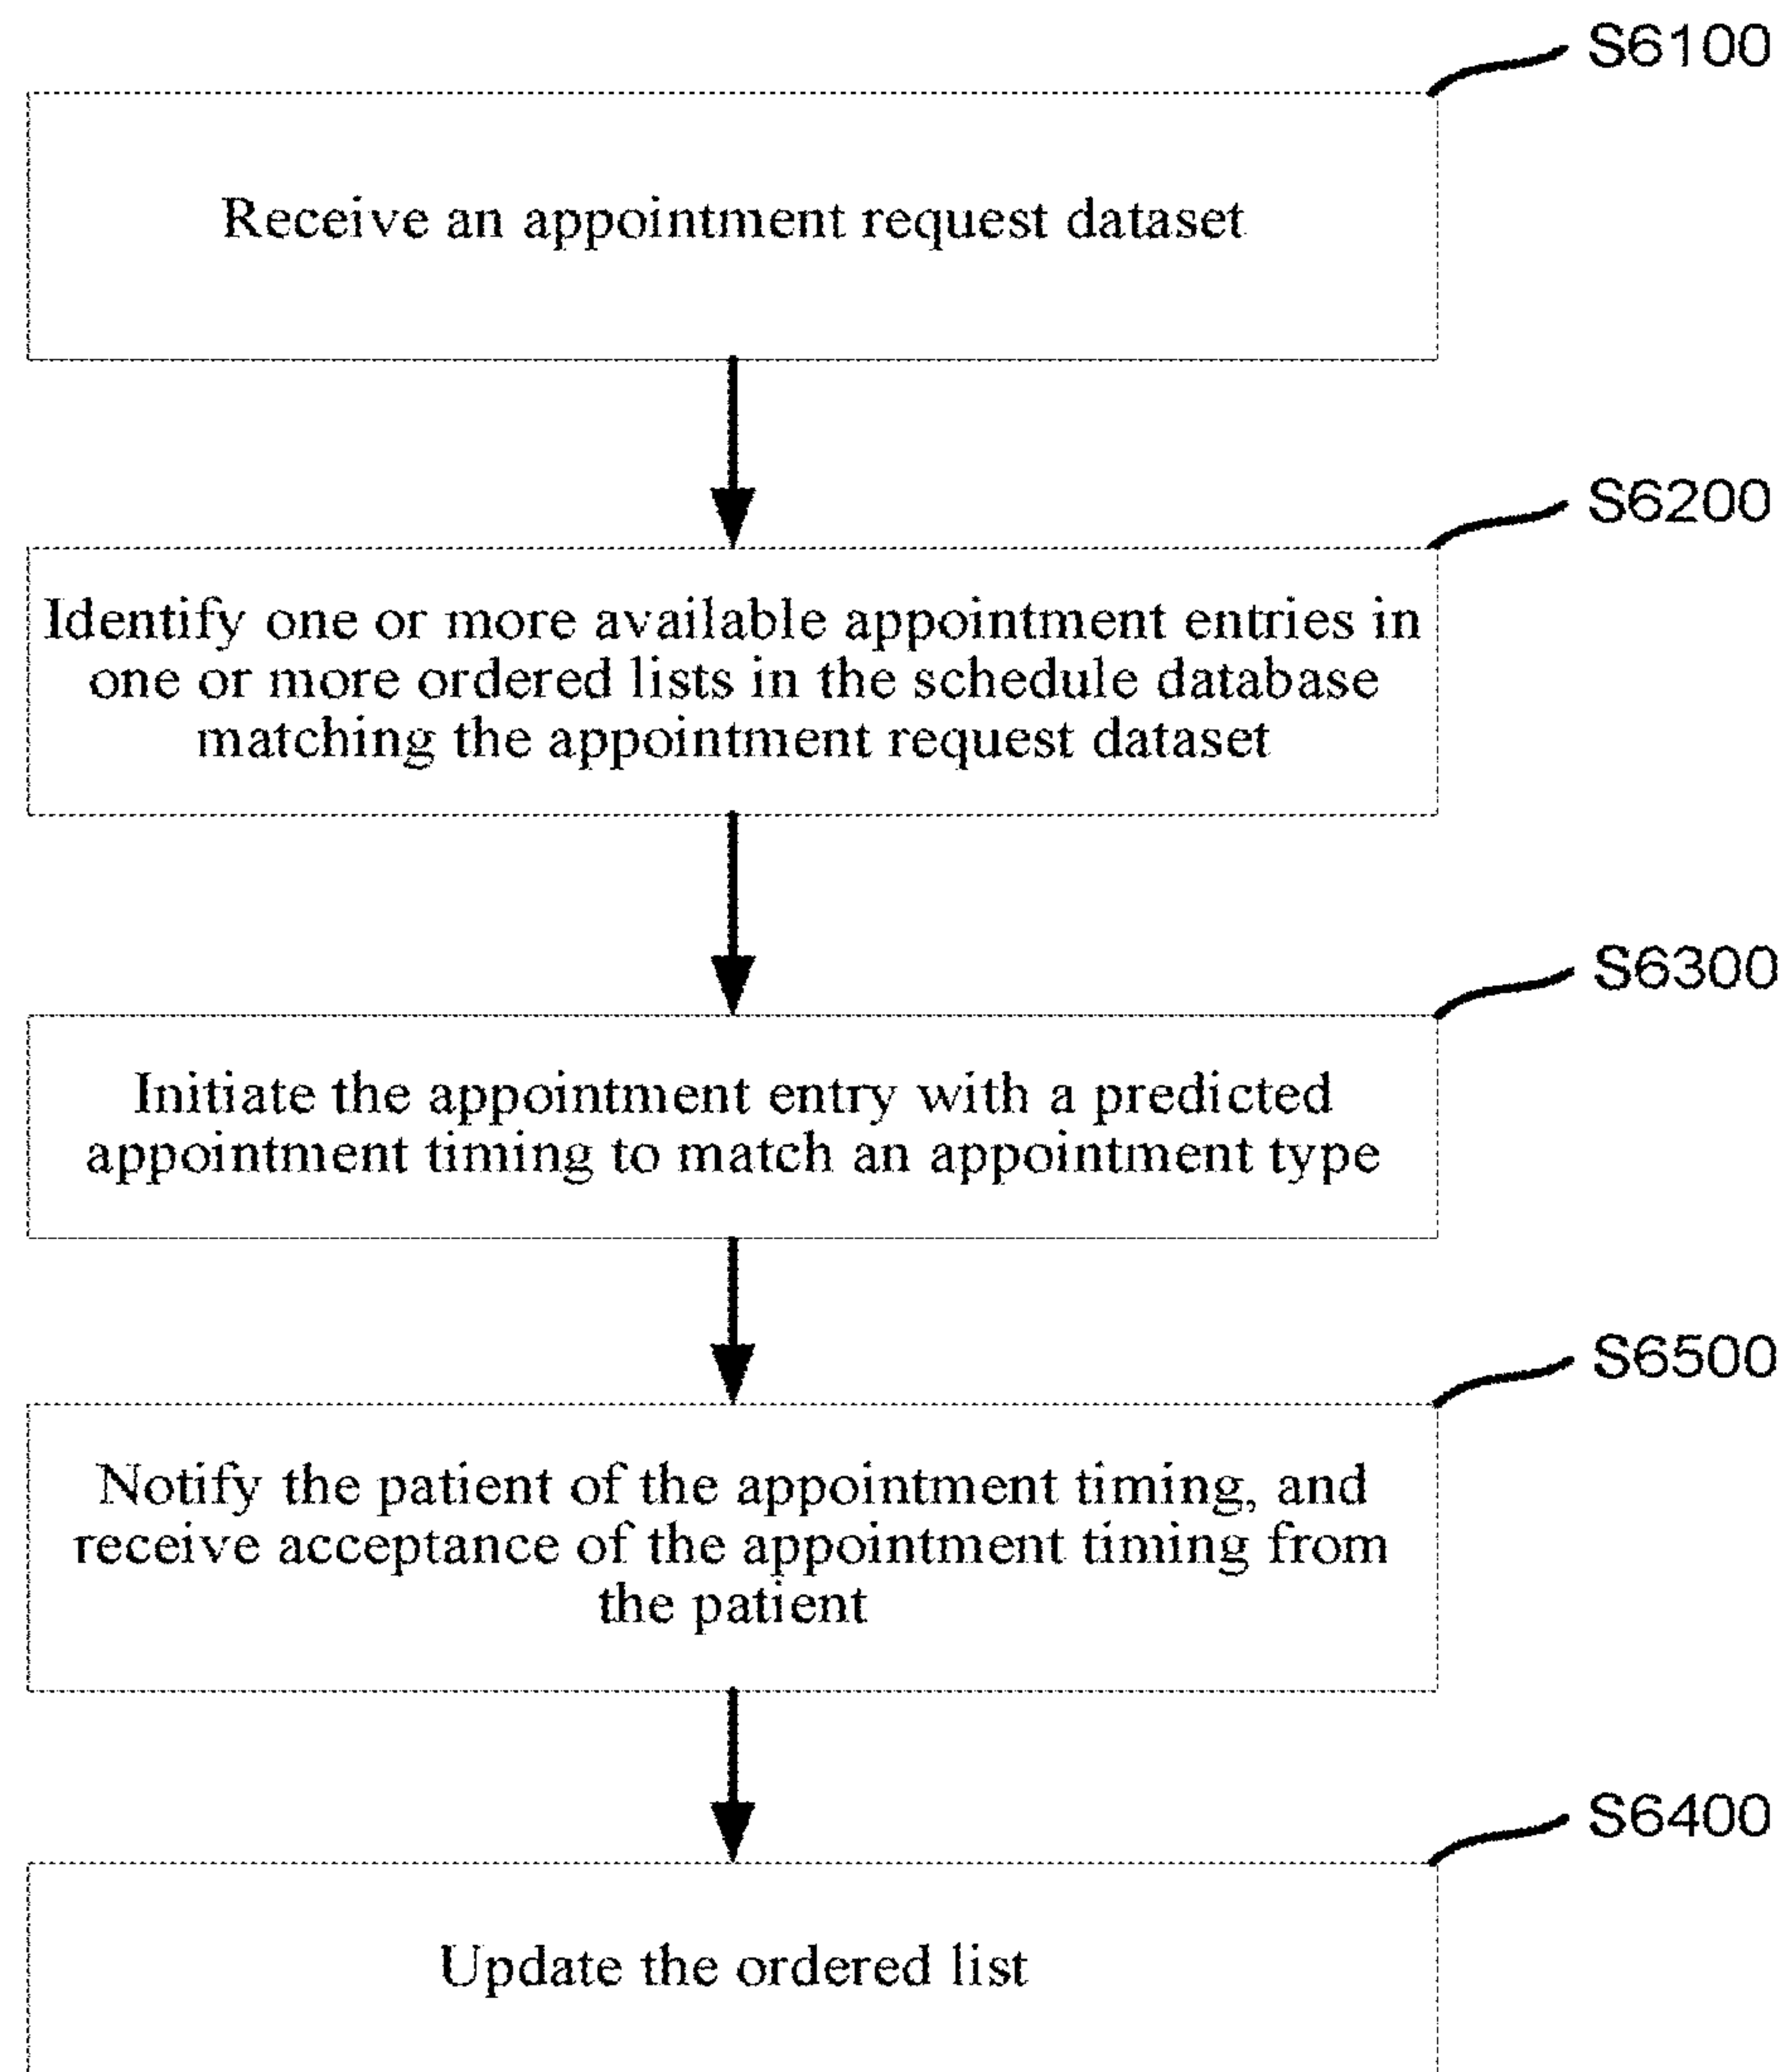 S6100
Receive an appointment request dataset
S6200
Identify one or more available appointment entries in
one or more ordered lists in the schedule database
matching the appointment request dataset
S6300
Initiate the appointment entry with a predicted
appointment timing to match an appointment type
S6500
Notify the patient of the appointment timing, and
receive acceptance of the appointment timing from
the patient
S6400
Update the ordered list